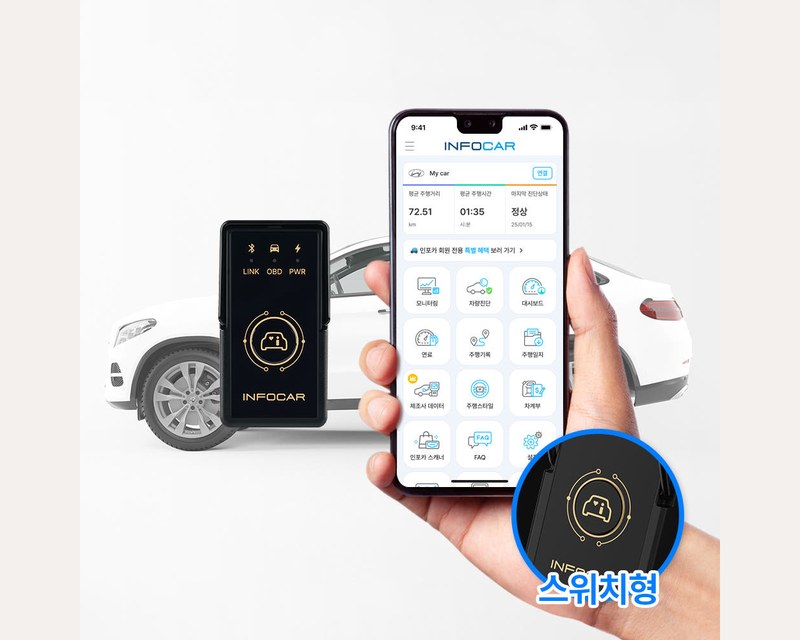 9:41
INFOCAR
My car
연결
평균 주행거리
평균 주행시간
마지막 진단상태
72.51
01:35
정상
km
시:분
25/01/15
인포카 회원 전용 특별 혜택 보러 가기 >
모니터링
차량진단
대시보드
연료
주행기록
주행일지
제조사 데이터
주행스타일
차계부
인포카 스캐너
FAQ
FAQ
LINK OBD PWR
INFOCAR
스위치형